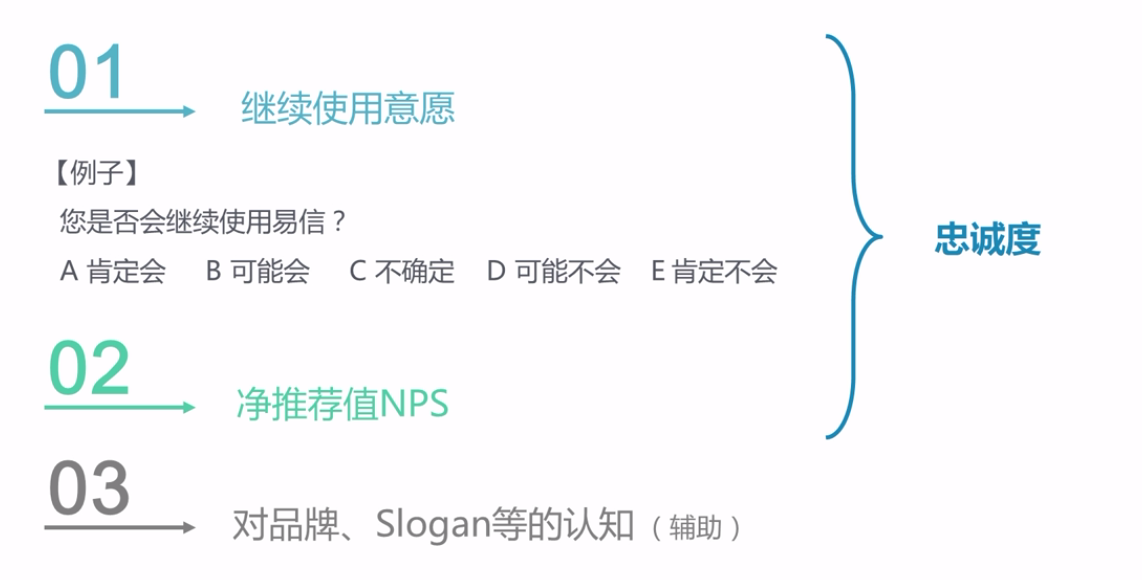 01
继续使用意愿
【例子】
您是否会继续使用易信？
A 肯定会 B 可能会 C 不确定 D 可能不会 E 肯定不会
忠诚度
02
净推荐值NPS
03
对品牌、Slogan等的认知（辅助）